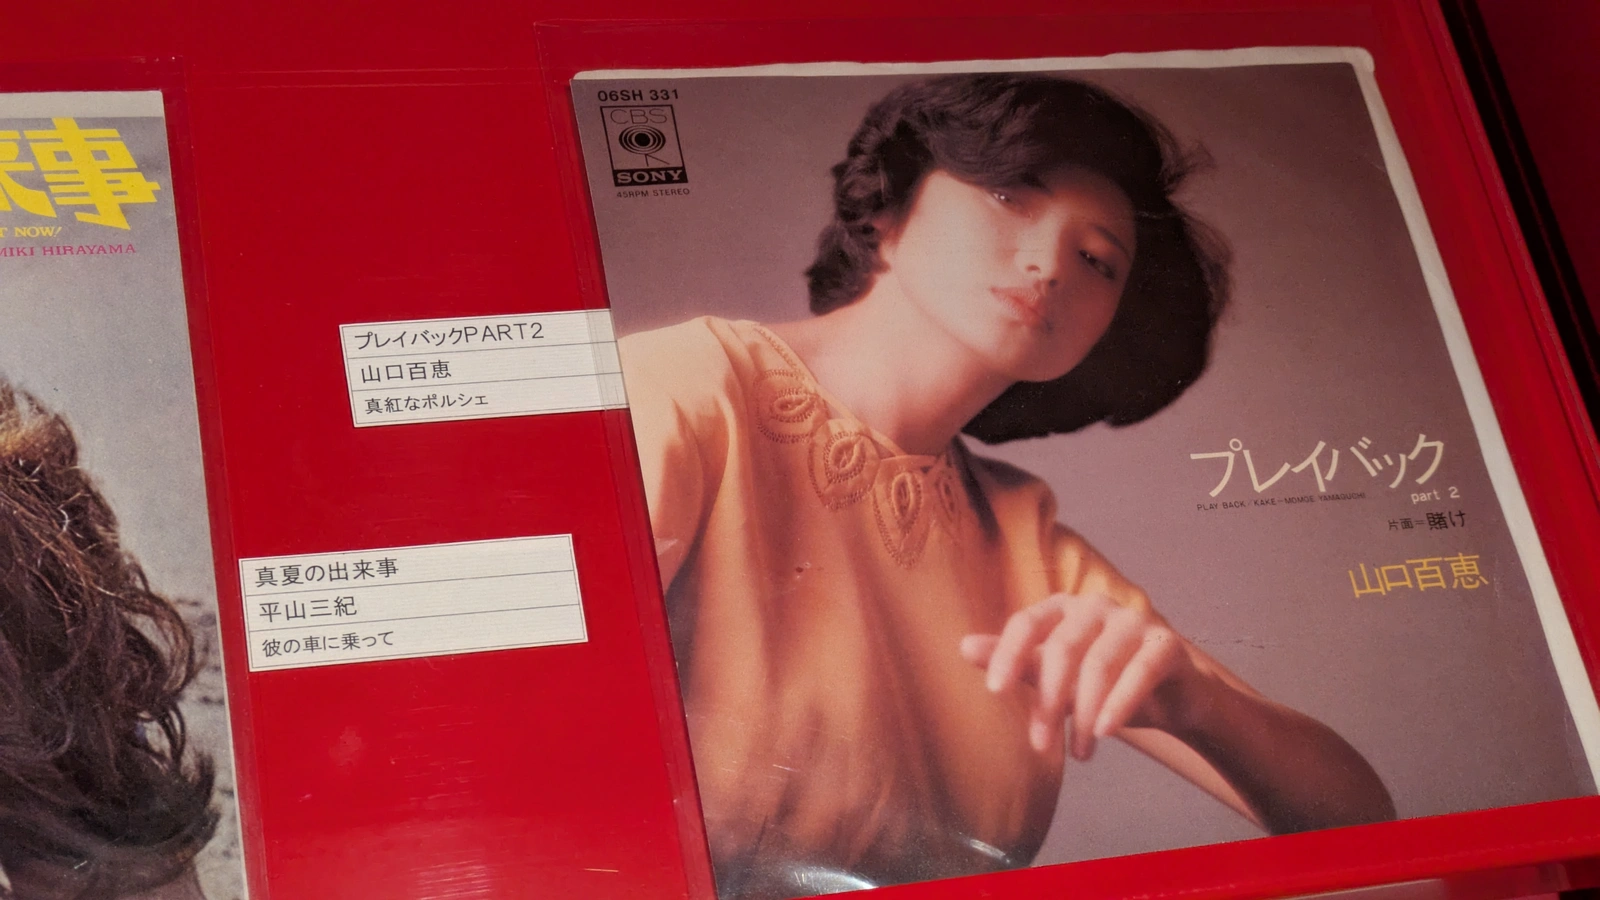 来事
T NOW!
MIKI HIRAYAMA
プレイバックPART2
山口百恵
真紅なポルシェ
真夏の出来事
平山三紀
彼の車に乗って
06SH 331
CBS
SONY
45RPM STEREO
プレイバック
part 2
PLAY BACK/KAKE-MOMOE YAMAGUCHI
片面=賭け
山口百恵